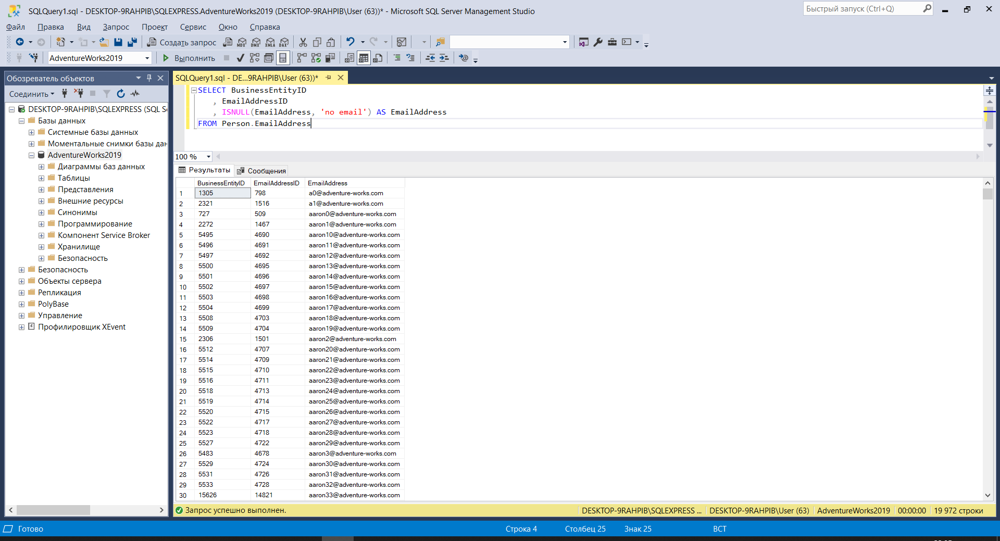 SQLQuery1.sql - DESKTOP-9RAHPIB\SQLEXPRESS.AdventureWorks2019 (DESKTOP-9RAHPIB\User (63))* - Microsoft SQL Server Management Studio
Быстрый запуск (Ctrl+Q)
Файл Правка Вид Запрос Проект Сервис Окно Справка
Создать запрос MDX DMX XMLA DAX
AdventureWorks2019 Выполнить
Обозреватель объектов
Соединить
DESKTOP-9RAHPIB\SQLEXPRESS (SQL S
Базы данных
Системные базы данных
Моментальные снимки базы дан
AdventureWorks2019
Диаграммы баз данных
Таблицы
Представления
Внешние ресурсы
Синонимы
Программирование
Компонент Service Broker
Хранилище
Безопасность
Безопасность
Объекты сервера
Репликация
PolyBase
Управление
Профилировщик XEvent
SQLQuery1.sql - DE...9RAHPIB\User (63))*
SELECT BusinessEntityID
, EmailAddressID
, ISNULL(EmailAddress, 'no email') AS EmailAddress
FROM Person.EmailAddress
100 %
Результаты Сообщения
BusinessEntityID EmailAddressID EmailAddress
1 1305 798 a0@adventure-works.com
2 2321 1516 a1@adventure-works.com
3 727 509 aaron0@adventure-works.com
4 2272 1467 aaron1@adventure-works.com
5 5495 4690 aaron10@adventure-works.com
6 5496 4691 aaron11@adventure-works.com
7 5497 4692 aaron12@adventure-works.com
8 5500 4695 aaron13@adventure-works.com
9 5501 4696 aaron14@adventure-works.com
10 5502 4697 aaron15@adventure-works.com
11 5503 4698 aaron16@adventure-works.com
12 5504 4699 aaron17@adventure-works.com
13 5508 4703 aaron18@adventure-works.com
14 5509 4704 aaron19@adventure-works.com
15 2306 1501 aaron2@adventure-works.com
16 5512 4707 aaron20@adventure-works.com
17 5514 4709 aaron21@adventure-works.com
18 5515 4710 aaron22@adventure-works.com
19 5516 4711 aaron23@adventure-works.com
20 5518 4713 aaron24@adventure-works.com
21 5519 4714 aaron25@adventure-works.com
22 5520 4715 aaron26@adventure-works.com
23 5522 4717 aaron27@adventure-works.com
24 5523 4718 aaron28@adventure-works.com
25 5527 4722 aaron29@adventure-works.com
26 5483 4678 aaron3@adventure-works.com
27 5529 4724 aaron30@adventure-works.com
28 5531 4726 aaron31@adventure-works.com
29 5533 4728 aaron32@adventure-works.com
30 15626 14821 aaron33@adventure-works.com
Запрос успешно выполнен. DESKTOP-9RAHPIB\SQLEXPRESS ... DESKTOP-9RAHPIB\User (63) AdventureWorks2019 00:00:00 19 972 строки
Готово Строка 4 Столбец 25 Знак 25 ВСТ